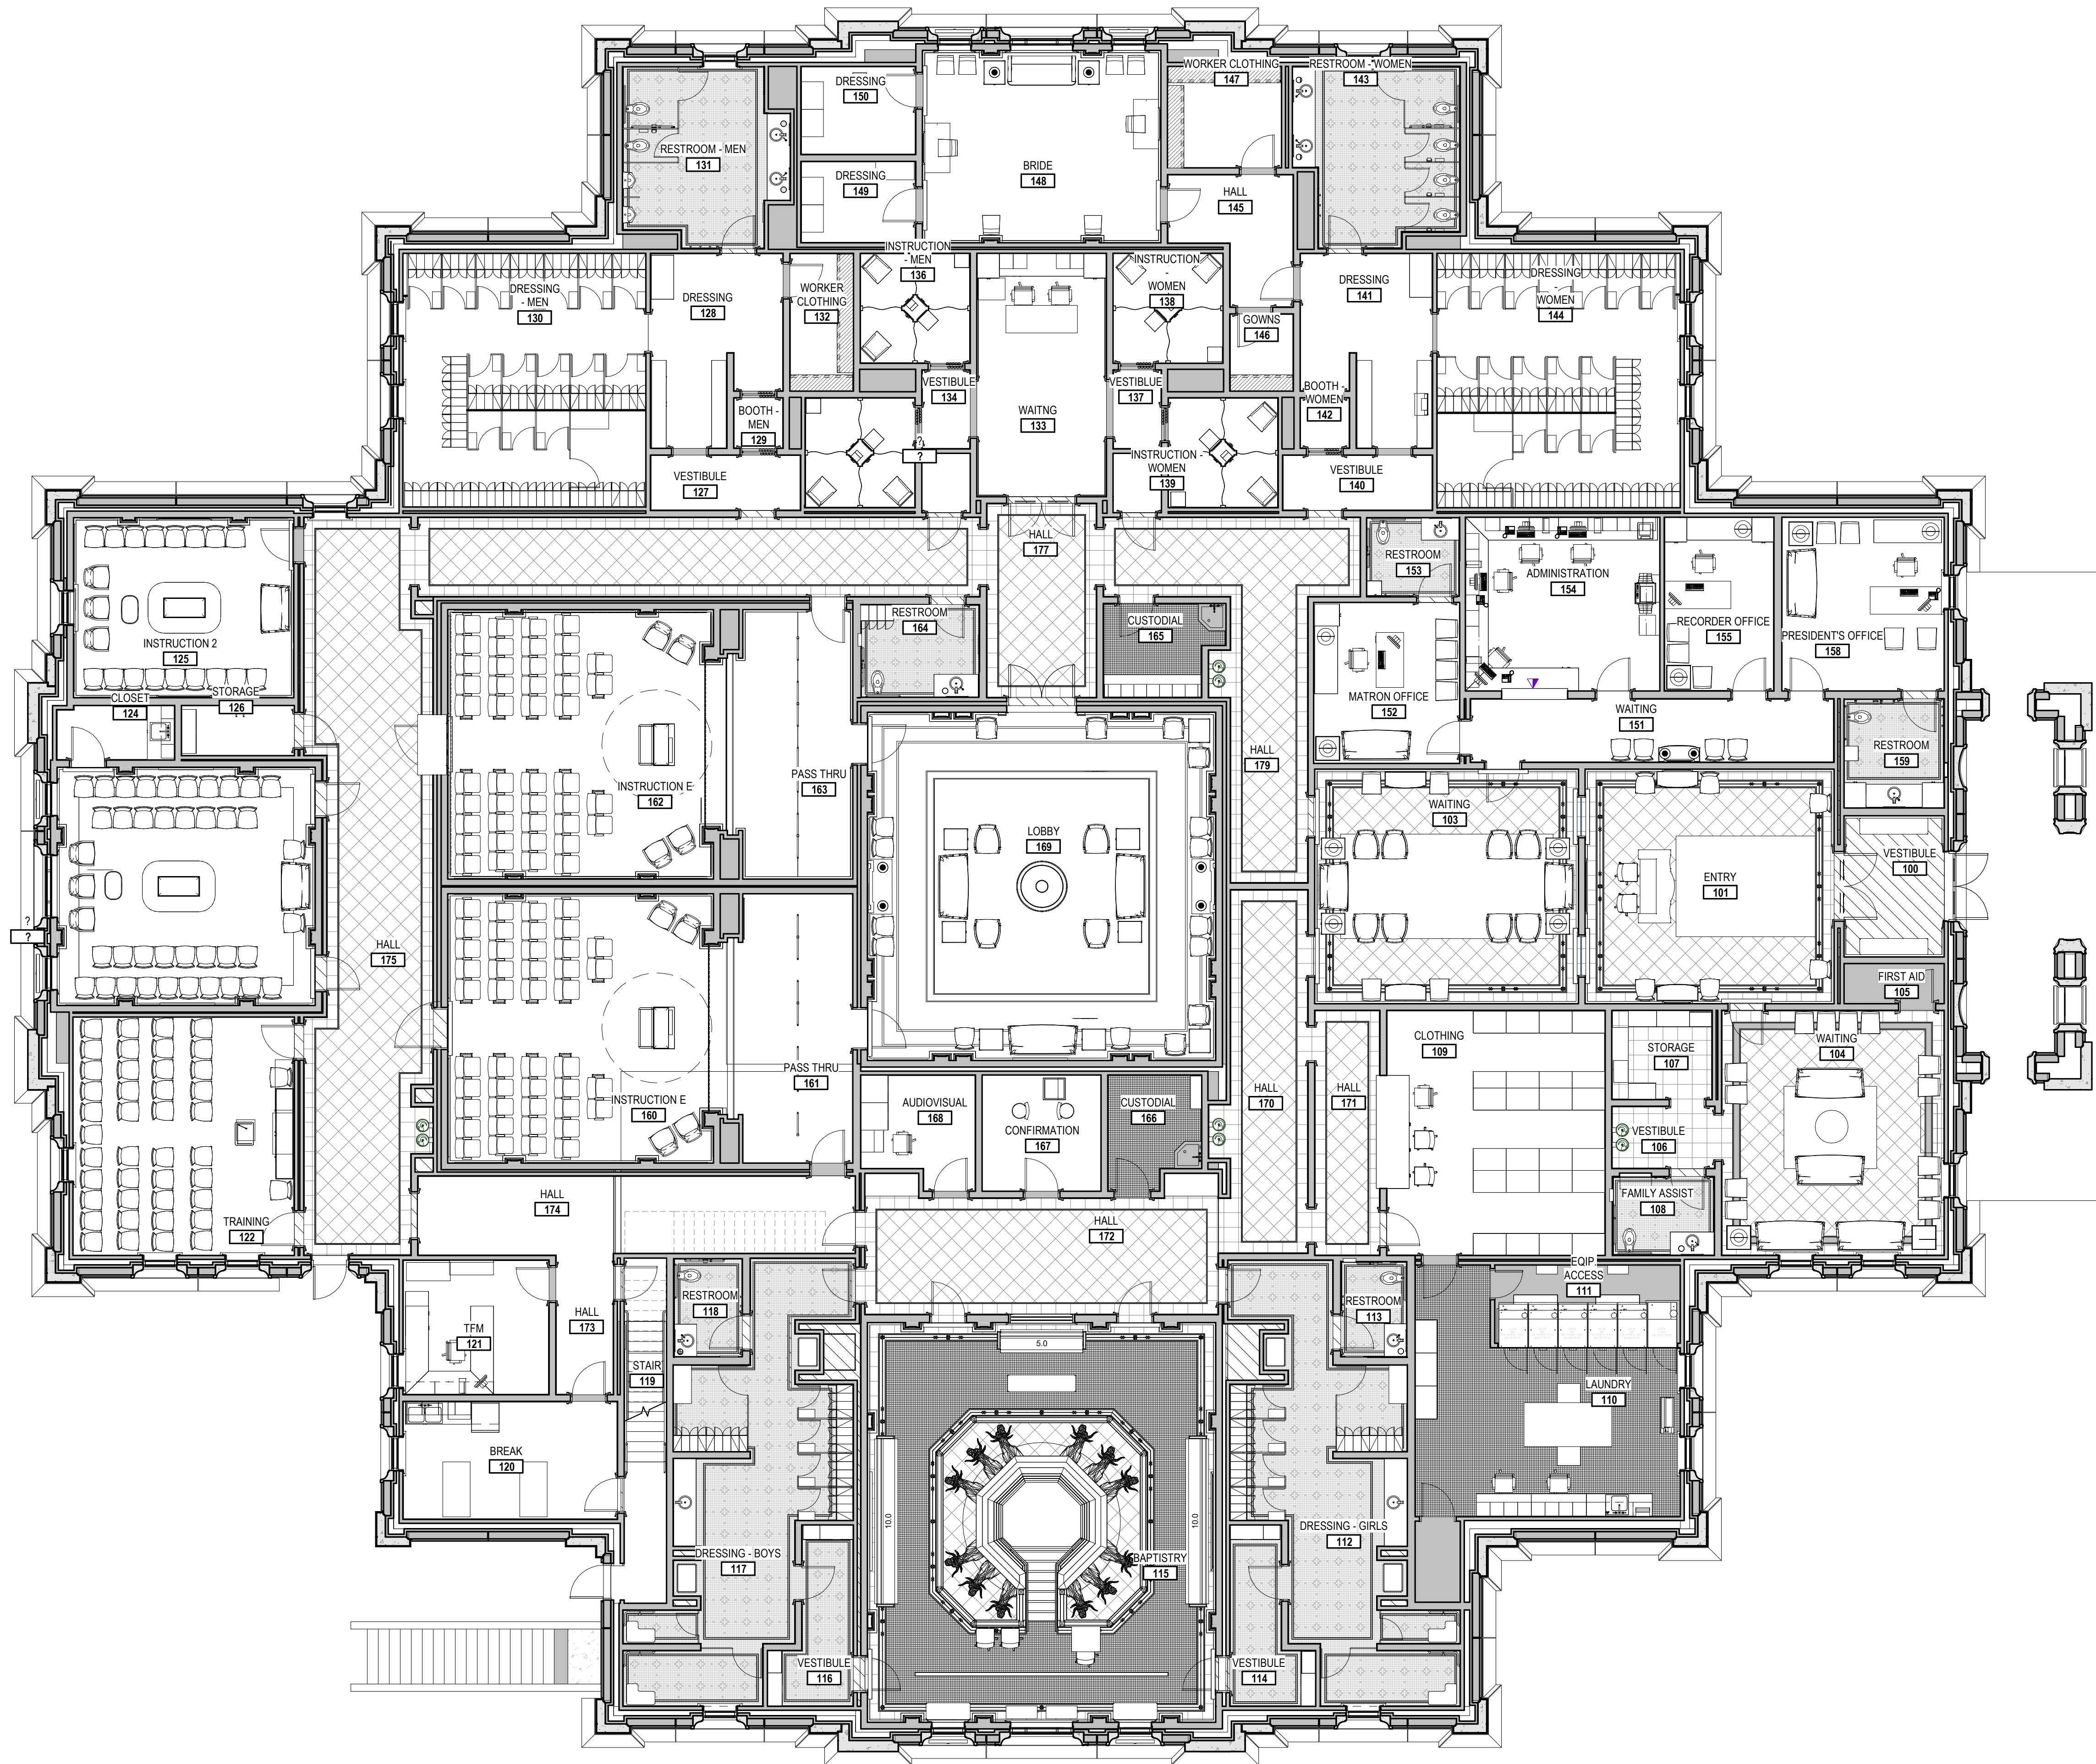 WORKER CLOTHING
147
RESTROOM - WOMEN
143
DRESSING
150
RESTROOM - MEN
131
BRIDE
148
DRESSING
149
HALL
145
INSTRUCTION
- MEN
136
INSTRUCTION
-
WOMEN
138
DRESSING
- MEN
130
DRESSING
128
WORKER
CLOTHING
132
DRESSING
141
DRESSING
-
WOMEN
144
GOWNS
146
VESTIBULE
134
VESTIBLUE
137
BOOTH -
WOMEN
142
BOOTH -
MEN
129
WAITNG
133
?
?
INSTRUCTION -
WOMEN
139
VESTIBULE
127
VESTIBULE
140
HALL
177
RESTROOM
153
ADMINISTRATION
154
RECORDER OFFICE
155
PRESIDENT'S OFFICE
158
INSTRUCTION 2
125
RESTROOM
164
CUSTODIAL
165
MATRON OFFICE
152
CLOSET
124
STORAGE
126
WAITING
151
RESTROOM
159
HALL
179
PASS THRU
163
INSTRUCTION E
162
LOBBY
169
WAITING
103
ENTRY
101
VESTIBULE
100
?
?
HALL
175
FIRST AID
105
CLOTHING
109
STORAGE
107
WAITING
104
PASS THRU
161
INSTRUCTION E
160
AUDIOVISUAL
168
CONFIRMATION
167
CUSTODIAL
166
HALL
170
HALL
171
VESTIBULE
106
FAMILY ASSIST
108
TRAINING
122
HALL
174
HALL
172
EQIP.
ACCESS
111
RESTROOM
118
RESTROOM
113
TFM
121
HALL
173
5.0
STAIR
119
LAUNDRY
110
BREAK
120
10.0
10.0
DRESSING - BOYS
117
BAPTISTRY
115
DRESSING - GIRLS
112
VESTIBULE
116
VESTIBULE
114